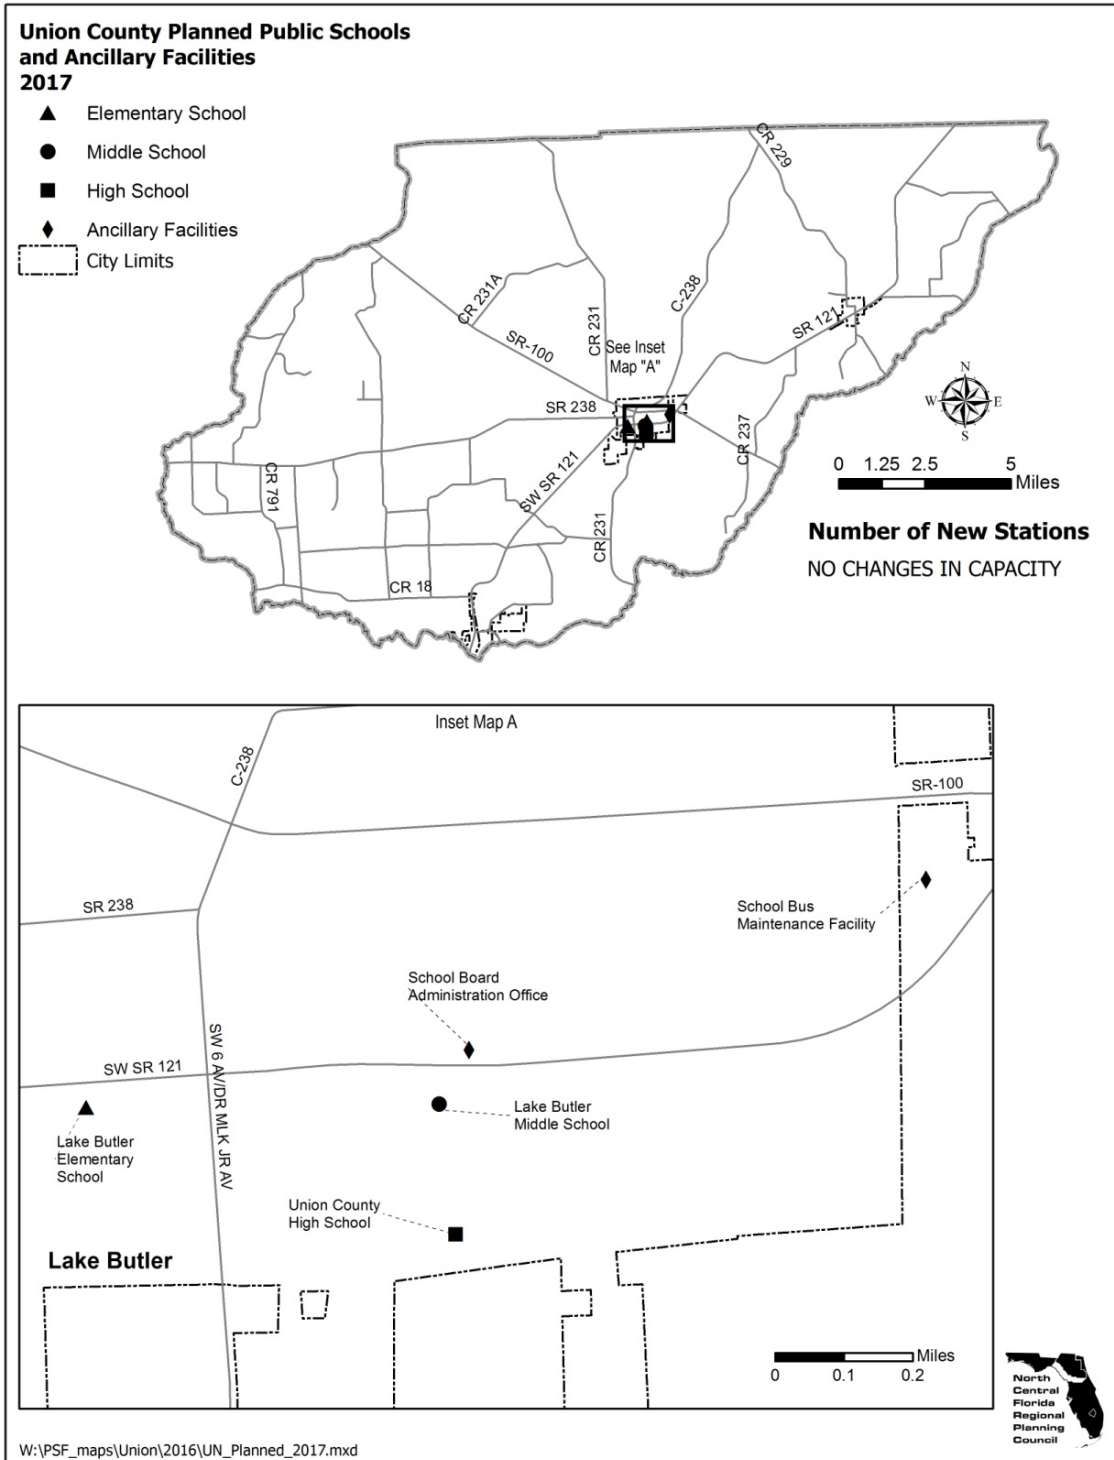 Union County Planned Public Schools
and Ancillary Facilities
2017
Elementary School
Middle School
High School
Ancillary Facilities
City Limits
CR 229
CR 231A
CR 231
C-238
SR-100
SR 121
See Inset
Map "A"
SR 238
SW SR 121
CR 237
CR 791
CR 231
CR 18
N
W
E
S
0 1.25 2.5 5
Miles
Number of New Stations
NO CHANGES IN CAPACITY
Inset Map A
C-238
SR-100
SR 238
School Bus
Maintenance Facility
School Board
Administration Office
SW SR 121
SW 6 AV/DR MLK JR AV
Lake Butler
Elementary
School
Lake Butler
Middle School
Union County
High School
Lake Butler
Miles
0 0.1 0.2
North
Central
Florida
Regional
Planning
Council
W:\PSF_maps\Union\2016\UN_Planned_2017.mxd